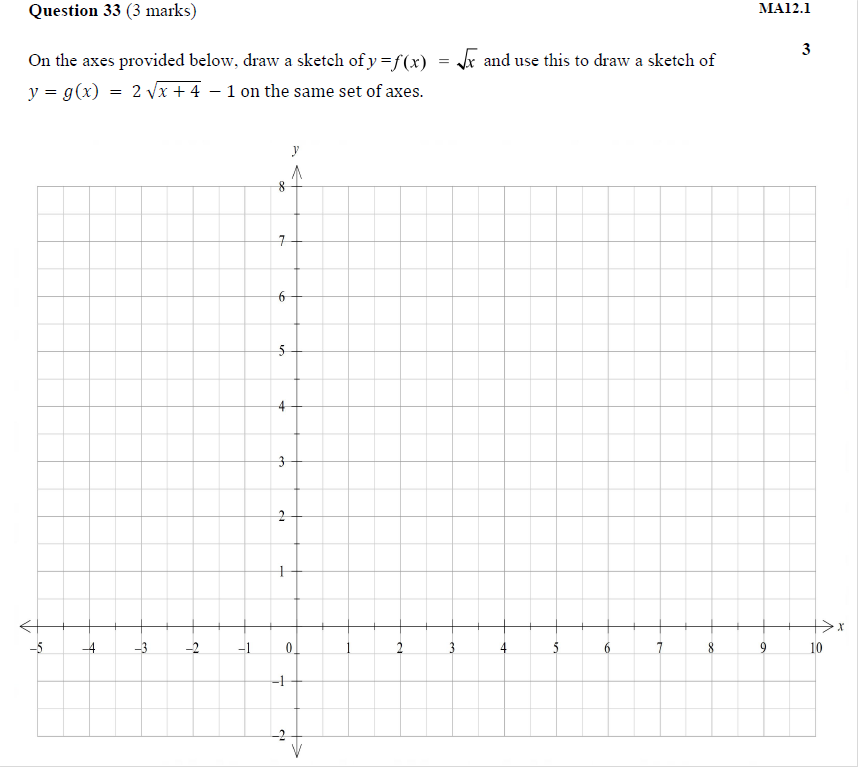 Question 33 (3 marks) MA12.1
3
On the axes provided below, draw a sketch of y = f(x) = √x and use this to draw a sketch of
y = g(x) = 2 √x + 4 − 1 on the same set of axes.
y
8
7
6
5
4
3
2
1
x
−5 −4 −3 −2 −1 0 1 2 3 4 5 6 7 8 9 10
−1
−2